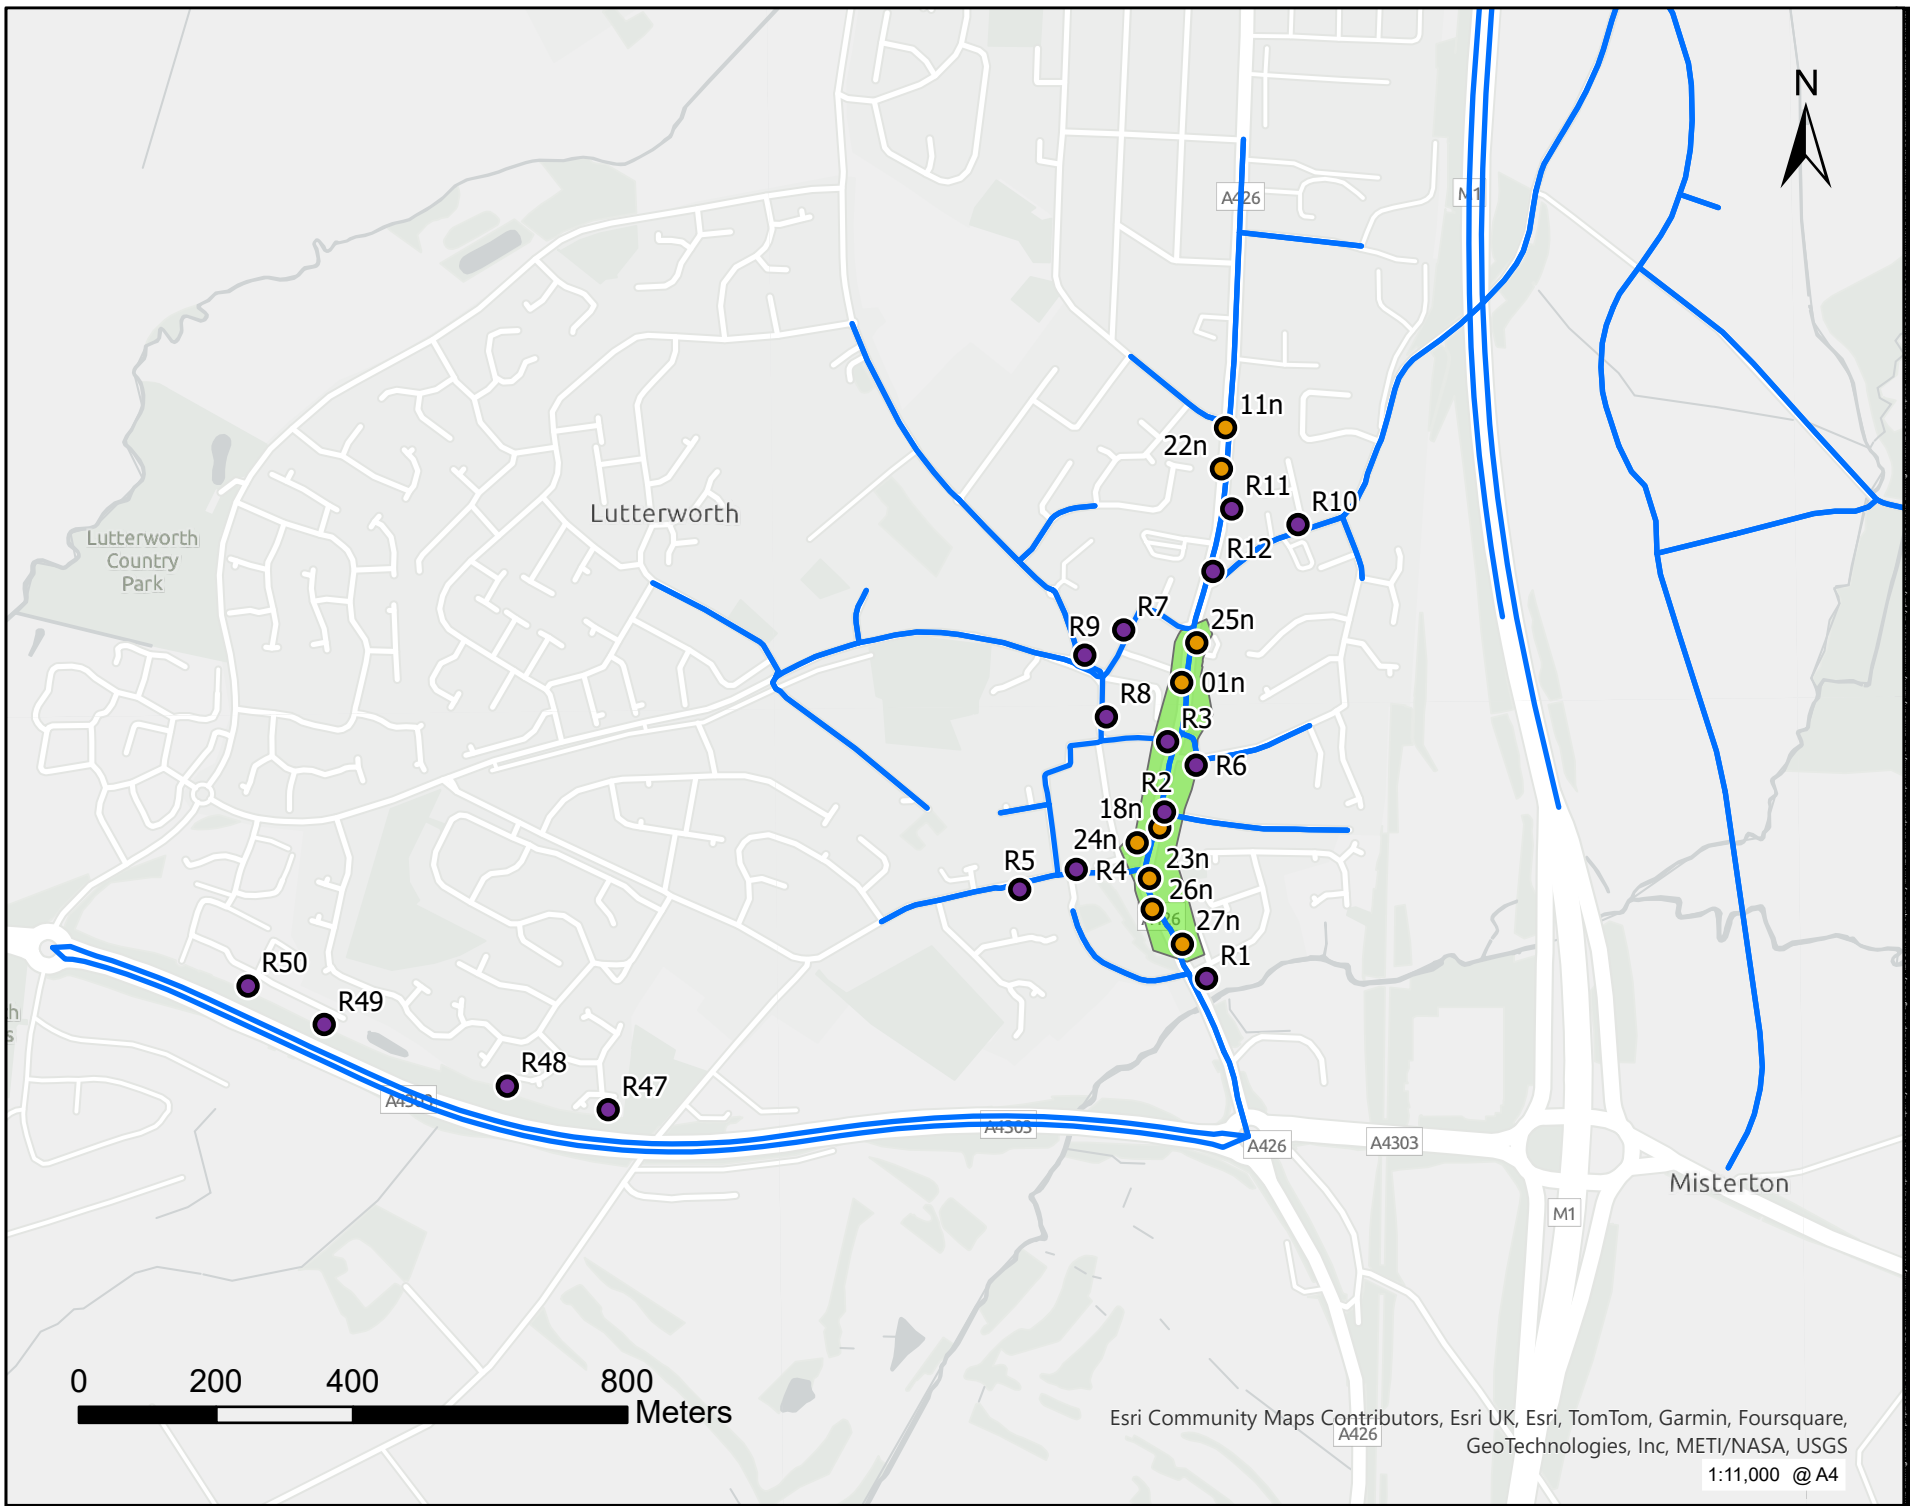 N
A426
M1
11n
22n
R11
R10
Lutterworth
Lutterworth
Country
Park
R12
R7
25n
R9
01n
R8
R3
R6
R2
18n
24n
23n
R5
R4
26n
27n
R1
R50
R49
R48
R47
A4303
A4303
A426
A4303
Misterton
M1
0 200 400 800
Meters
Esri Community Maps Contributors, Esri UK, Esri, TomTom, Garmin, Foursquare,
GeoTechnologies, Inc, METI/NASA, USGS
A426
1:11,000 @ A4